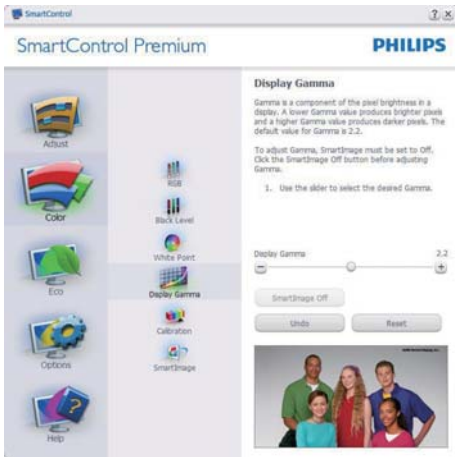 SmartControl
SmartControl Premium
PHILIPS
Adjust
Color
Eco
Options
Help
RGB
Black Level
White Point
Display Gamma
Calibration
SmartImage
Display Gamma
Gamma is a component of the pixel brightness in a
display. A lower Gamma value produces brighter pixels
and a higher Gamma value produces darker pixels. The
default value for Gamma is 2.2.
To adjust Gamma, SmartImage must be set to Off.
Click the SmartImage Off button before adjusting
Gamma.
1. Use the slider to select the desired Gamma.
Display Gamma 2.2
SmartImage Off
Undo Reset